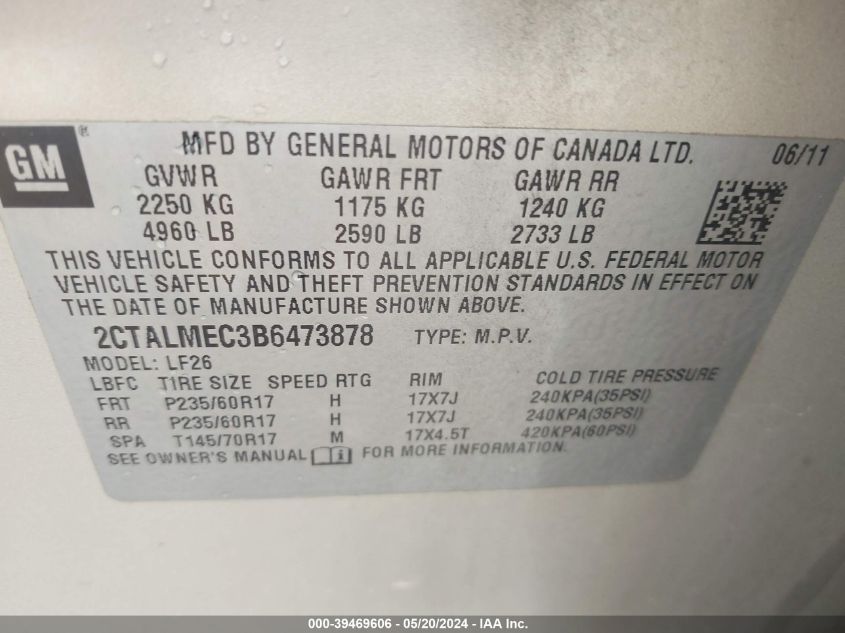 GM®
MFD BY GENERAL MOTORS OF CANADA LTD. 06/11
GVWR GAWR FRT GAWR RR
2250 KG 1175 KG 1240 KG
4960 LB 2590 LB 2733 LB
THIS VEHICLE CONFORMS TO ALL APPLICABLE U.S. FEDERAL MOTOR
VEHICLE SAFETY AND THEFT PREVENTION STANDARDS IN EFFECT ON
THE DATE OF MANUFACTURE SHOWN ABOVE.
2CTALMEC3B6473878 TYPE: M.P.V.
MODEL: LF26
LBFC TIRE SIZE SPEED RTG RIM COLD TIRE PRESSURE
FRT P235/60R17 H 17X7J 240KPA(35PSI)
RR P235/60R17 H 17X7J 240KPA(35PSI)
SPA T145/70R17 M 17X4.5T 420KPA(60PSI)
SEE OWNER'S MANUAL i FOR MORE INFORMATION.
000-39469606 - 05/20/2024 - IAA Inc.